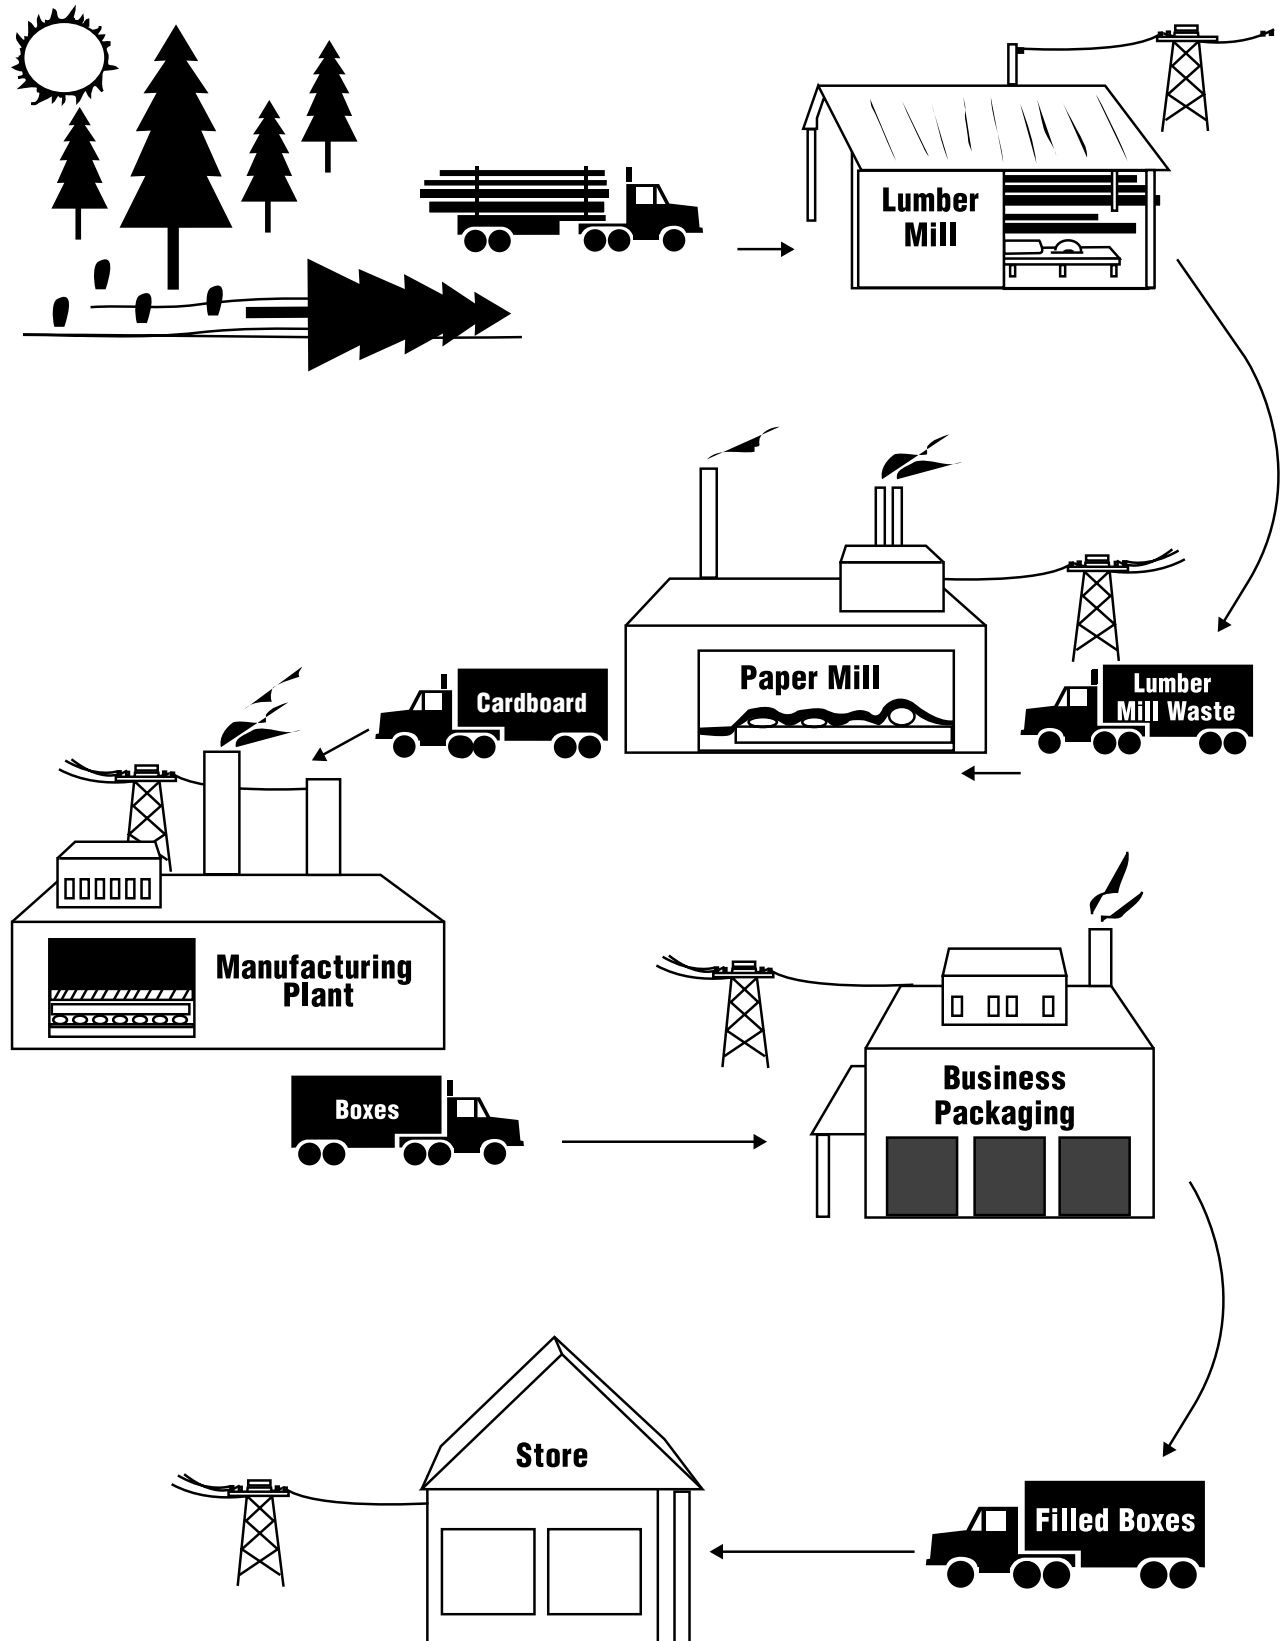 Lumber
Mill
Paper Mill
Lumber
Mill Waste
Cardboard
Manufacturing
Plant
Boxes
Business
Packaging
Store
Filled Boxes